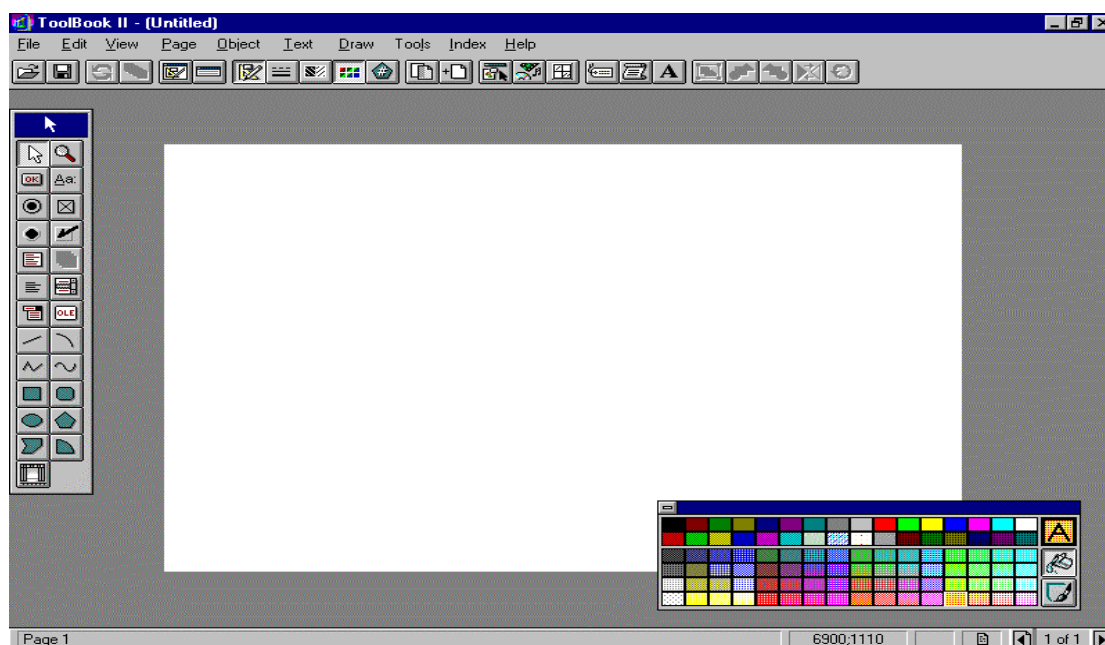 ToolBook II - (Untitled)
File Edit View Page Object Text Draw Tools Index Help
A
OK Aa:
OLE
A
Page 1 6900;1110 1 of 1